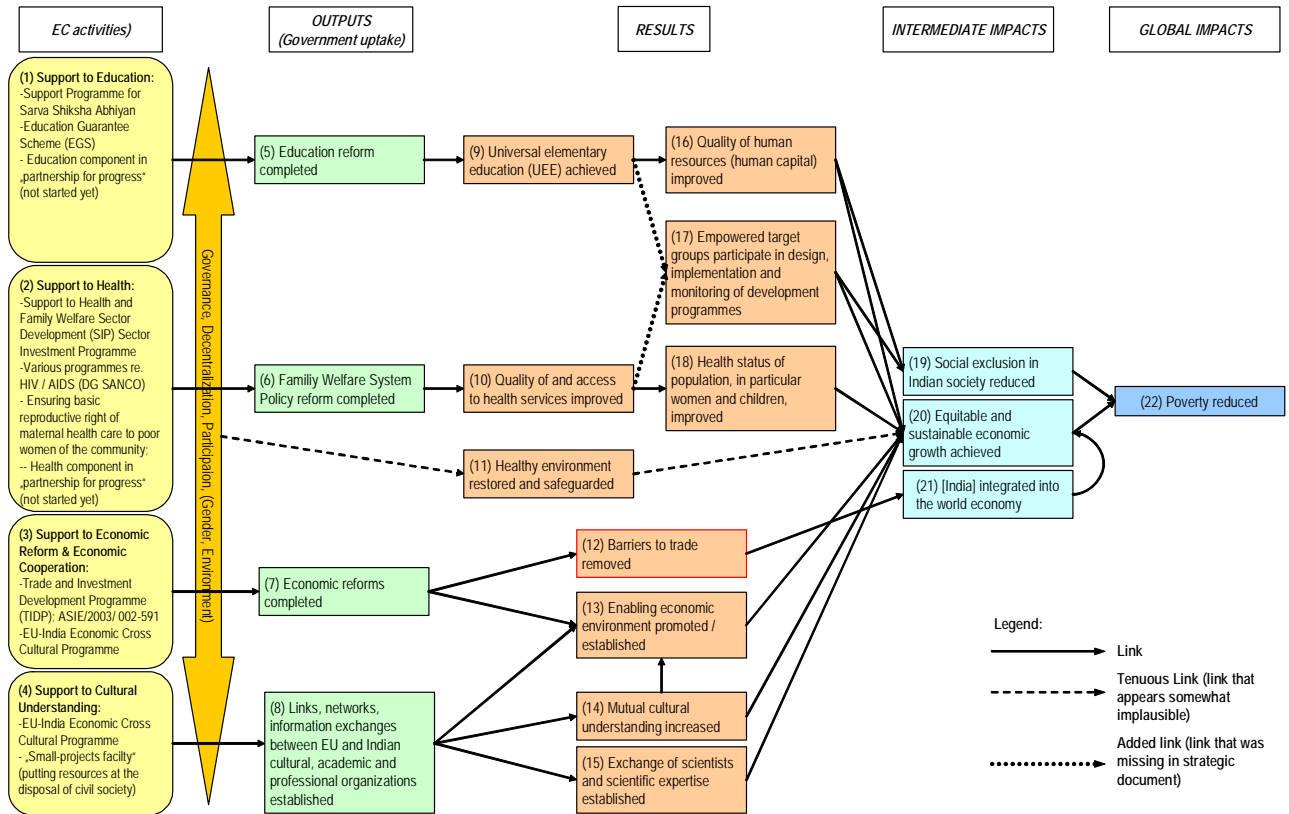 EC activities)
OUTPUTS
(Government uptake)
RESULTS
INTERMEDIATE IMPACTS
GLOBAL IMPACTS
(1) Support to Education:
-Support Programme for
Sarva Shiksha Abhiyan
-Education Guarantee
Scheme (EGS)
- Education component in
„partnership for progress“
(not started yet)
(2) Support to Health:
-Support to Health and
Family Welfare Sector
Development (SIP) Sector
Investment Programme
-Various programmes re.
HIV / AIDS (DG SANCO)
- Ensuring basic
reproductive right of
maternal health care to poor
women of the community;
-- Health component in
„partnership for progress“
(not started yet)
(3) Support to Economic
Reform & Economic
Cooperation:
-Trade and Investment
Development Programme
(TIDP); ASIE/2003/ 002-591
-EU-India Economic Cross
Cultural Programme
(4) Support to Cultural
Understanding:
-EU-India Economic Cross
Cultural Programme
- „Small-projects facilty“
(putting resources at the
disposal of civil society)
Governance, Decentralization, Participaion, (Gender, Environment)
(5) Education reform
completed
(6) Familiy Welfare System
Policy reform completed
(7) Economic reforms
completed
(8) Links, networks,
information exchanges
between EU and Indian
cultural, academic and
professional organizations
established
(9) Universal elementary
education (UEE) achieved
(10) Quality of and access
to health services improved
(11) Healthy environment
restored and safeguarded
(12) Barriers to trade
removed
(13) Enabling economic
environment promoted /
established
(14) Mutual cultural
understanding increased
(15) Exchange of scientists
and scientific expertise
established
(16) Quality of human
resources (human capital)
improved
(17) Empowered target
groups participate in design,
implementation and
monitoring of development
programmes
(18) Health status of
population, in particular
women and children,
improved
(19) Social exclusion in
Indian society reduced
(20) Equitable and
sustainable economic
growth achieved
(21) [India] integrated into
the world economy
(22) Poverty reduced
Legend:
Link
Tenuous Link (link that
appears somewhat
implausible)
Added link (link that was
missing in strategic
document)